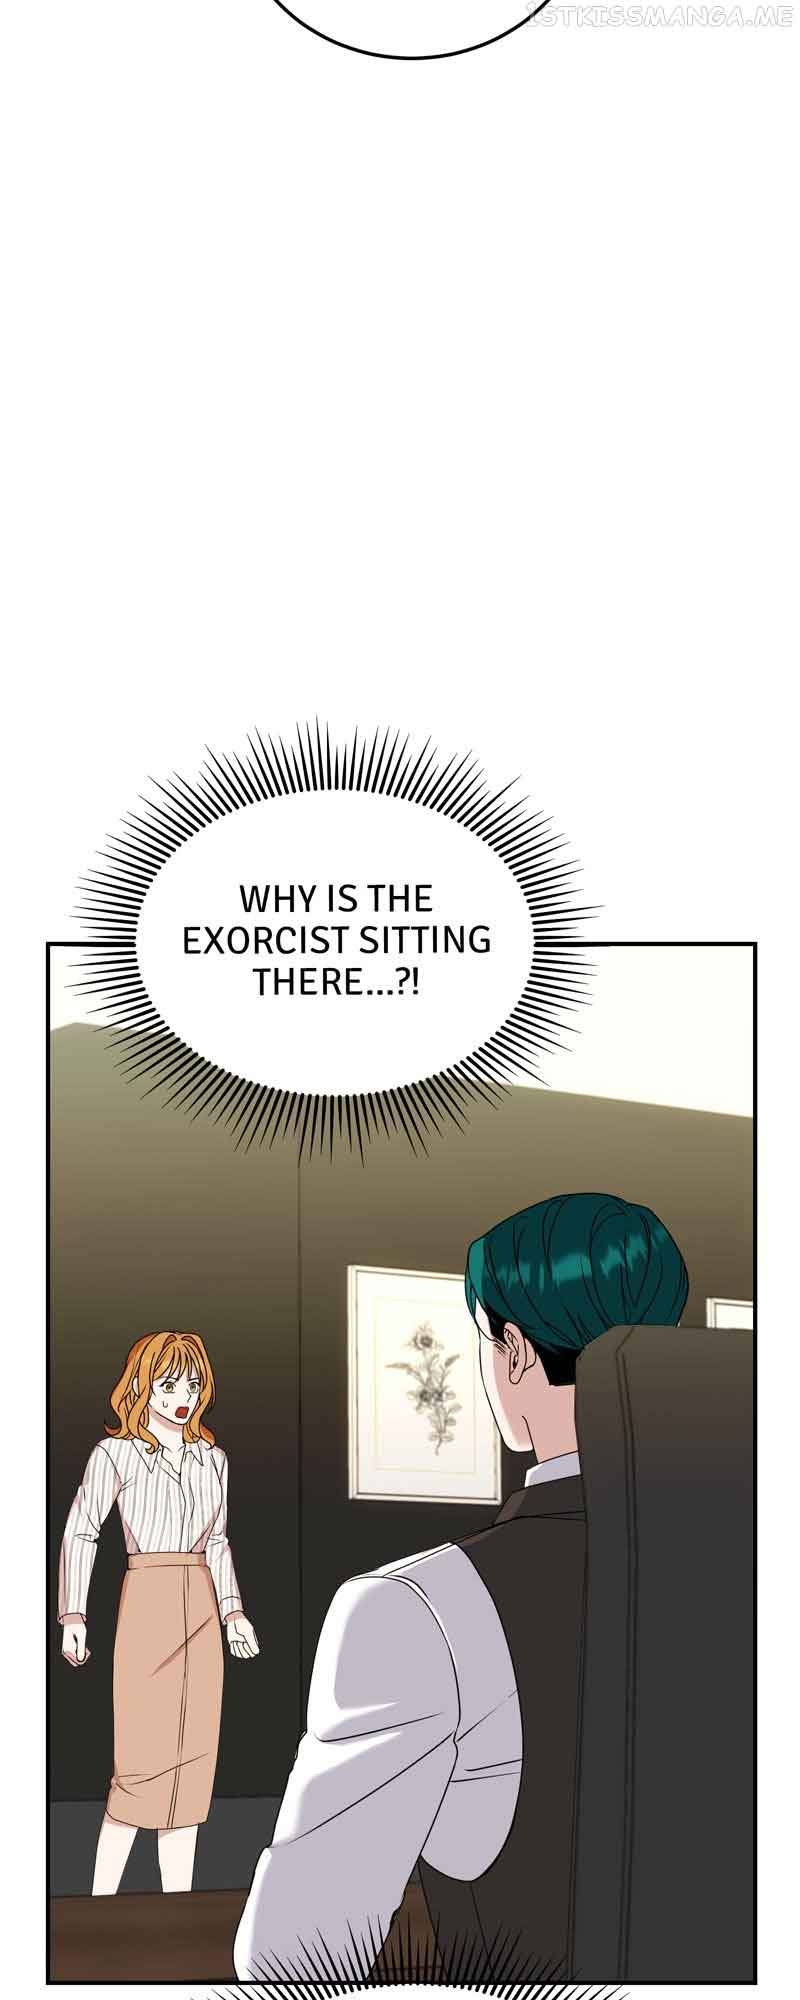 1STKISSMANGA.ME
WHY IS THE
EXORCIST SITTING
THERE...?!